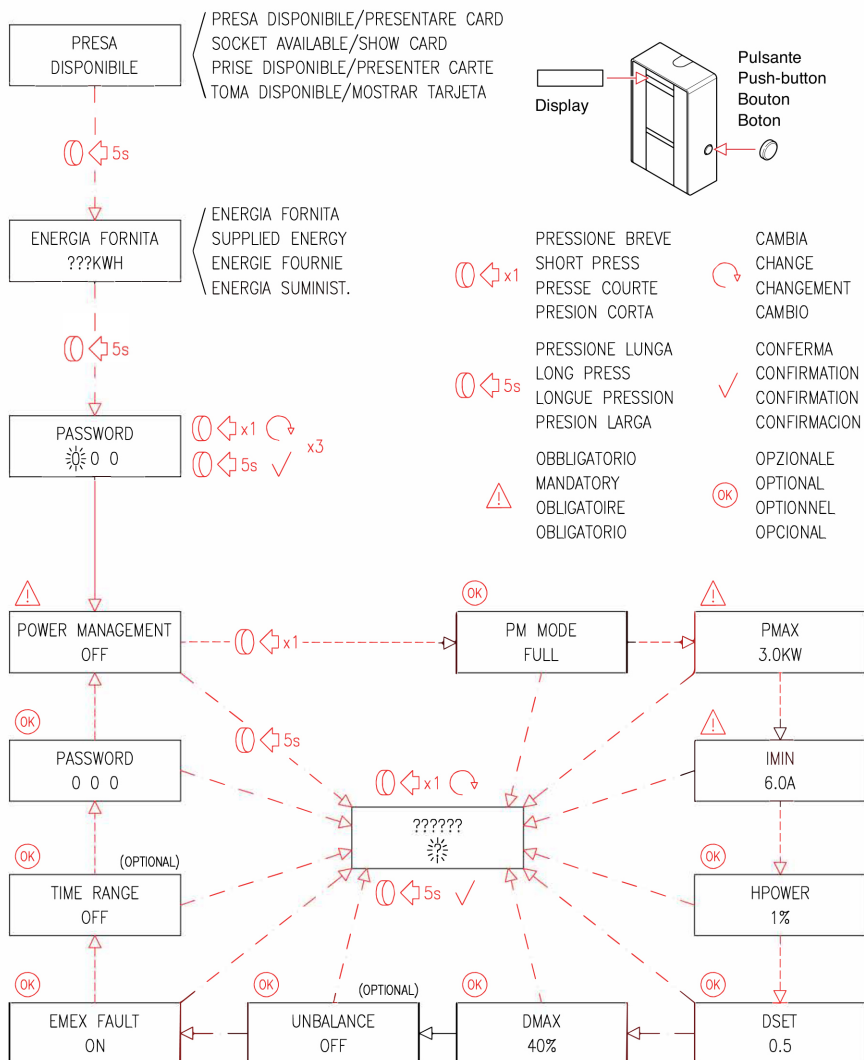 PRESA
DISPONIBILE
PRESA DISPONIBILE/PRESENTARE CARD
SOCKET AVAILABLE/SHOW CARD
PRISE DISPONIBLE/PRESENTER CARTE
TOMA DISPONIBLE/MOSTRAR TARJETA
Display
Pulsante
Push-button
Bouton
Boton
5s
ENERGIA FORNITA
???KWH
ENERGIA FORNITA
SUPPLIED ENERGY
ENERGIE FOURNIE
ENERGIA SUMINIST.
x1
PRESSIONE BREVE
SHORT PRESS
PRESSE COURTE
PRESION CORTA
CAMBIA
CHANGE
CHANGEMENT
CAMBIO
5s
5s
PRESSIONE LUNGA
LONG PRESS
LONGUE PRESSION
PRESION LARGA
CONFERMA
CONFIRMATION
CONFIRMATION
CONFIRMACION
PASSWORD
0 0 0
x1
5s
x3
OBBLIGATORIO
MANDATORY
OBLIGATOIRE
OBLIGATORIO
OK
OPZIONALE
OPTIONAL
OPTIONNEL
OPCIONAL
!
!
POWER MANAGEMENT
OFF
x1
OK
PM MODE
FULL
!
PMAX
3.0KW
OK
PASSWORD
0 0 0
5s
!
IMIN
6.0A
x1
??????
?
5s
OK
(OPTIONAL)
TIME RANGE
OFF
OK
HPOWER
1%
OK
EMEX FAULT
ON
OK
(OPTIONAL)
UNBALANCE
OFF
OK
DMAX
40%
OK
DSET
0.5